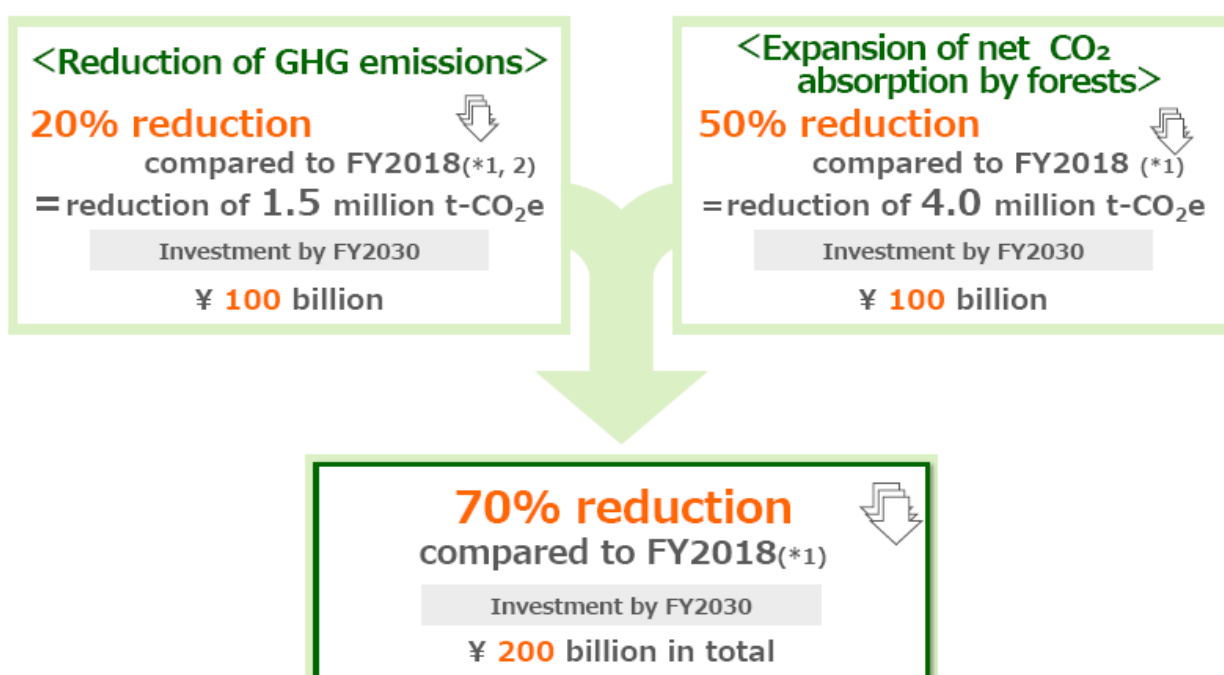 <Reduction of GHG emissions>
20% reduction
compared to FY2018(*1, 2)
=reduction of 1.5 million t-CO₂e
Investment by FY2030
¥ 100 billion
<Expansion of net CO₂
absorption by forests>
50% reduction
compared to FY2018 (*1)
=reduction of 4.0 million t-CO₂e
Investment by FY2030
¥ 100 billion
70% reduction
compared to FY2018(*1)
Investment by FY2030
¥ 200 billion in total